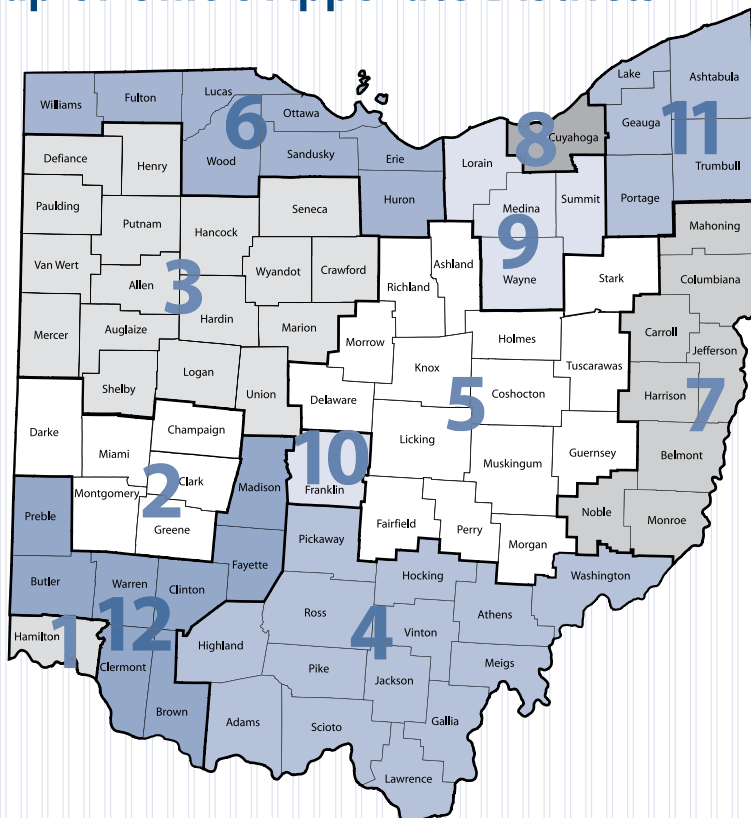 Williams
Fulton
Lucas
Ottawa
6
Wood
Sandusky
Erie
Huron
Lorain
8
Cuyahoga
Lake
Ashtabula
Geauga
11
Trumbull
Portage
Medina
Summit
9
Wayne
Defiance
Henry
Paulding
Putnam
Hancock
Seneca
Van Wert
Allen
3
Wyandot
Crawford
Mercer
Auglaize
Hardin
Marion
Shelby
Logan
Union
Ashland
Richland
Stark
Mahoning
Columbiana
Morrow
Holmes
Carroll
Jefferson
Knox
Tuscarawas
Delaware
5
Coshocton
Harrison
7
Licking
Muskingum
Guernsey
Belmont
10
Franklin
Darke
Miami
Champaign
2
Clark
Montgomery
Greene
Madison
Fairfield
Perry
Morgan
Noble
Monroe
Preble
Fayette
Pickaway
Hocking
Washington
Butler
Warren
Clinton
12
Ross
4
Vinton
Athens
Hamilton
1
Clermont
Highland
Pike
Jackson
Meigs
Brown
Adams
Scioto
Gallia
Lawrence